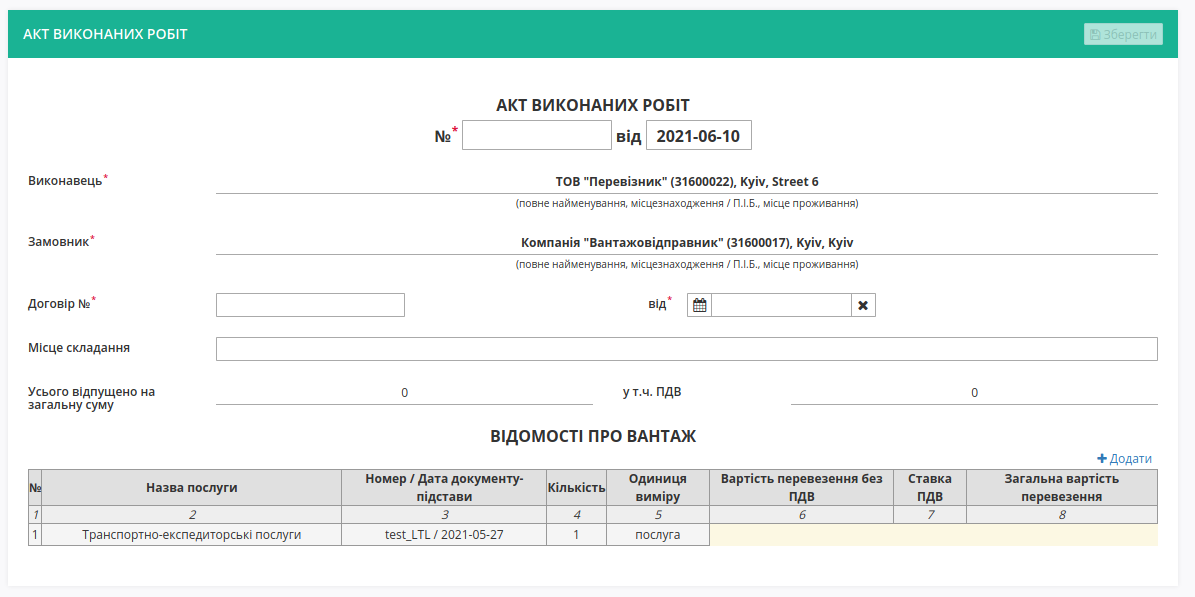 АКТ ВИКОНАНИХ РОБІТ
Зберегти
АКТ ВИКОНАНИХ РОБІТ
№* від 2021-06-10
Виконавець* ТОВ "Перевізник" (31600022), Kyiv, Street 6
(повне найменування, місцезнаходження / П.І.Б., місце проживання)
Замовник* Компанія "Вантажовідправник" (31600017), Kyiv, Kyiv
(повне найменування, місцезнаходження / П.І.Б., місце проживання)
Договір №* від*
Місце складання
Усього відпущено на загальну суму 0 у т.ч. ПДВ 0
ВІДОМОСТІ ПРО ВАНТАЖ
Додати
№ Назва послуги Номер / Дата документу-підстави Кількість Одиниця виміру Вартість перевезення без ПДВ Ставка ПДВ Загальна вартість перевезення
1 2 3 4 5 6 7 8
1 Транспортно-експедиторські послуги test_LTL / 2021-05-27 1 послуга